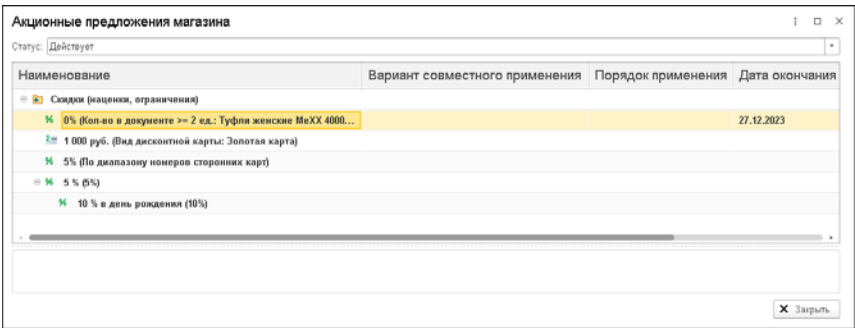 Акционные предложения магазина
Статус: Действует
Наименование Вариант совместного применения Порядок применения Дата окончания
Скидки (наценки, ограничения)
0% (Кол-во в документе >= 2 ед.: Туфли женские MeXX 4000... 27.12.2023
1 000 руб. (Вид дисконтной карты: Золотая карта)
5% (По диапазону номеров сторонних карт)
5 % (5%)
10 % в день рождения (10%)
Закрыть